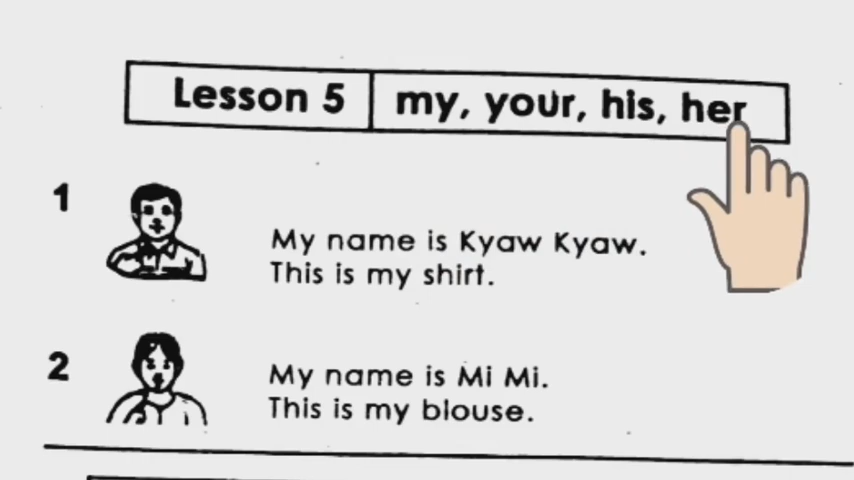 Lesson 5 my, your, his, her
1
My name is Kyaw Kyaw.
This is my shirt.
2
My name is Mi Mi.
This is my blouse.